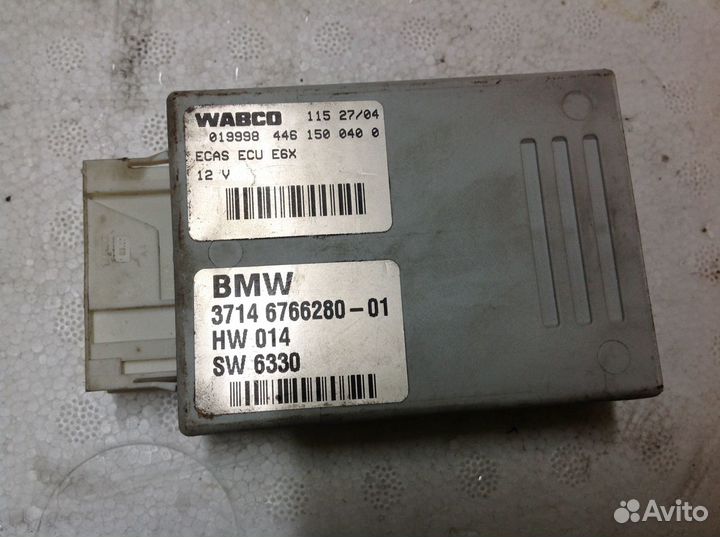 WABCO 115 27/04
019998 446 150 040 0
ECAS ECU E6X
12 V
BMW
3714 6766280-01
HW 014
SW 6330
Avito